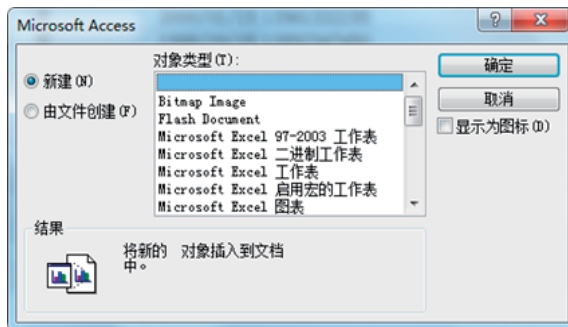 Microsoft Access
新建(N)
由文件创建(F)
对象类型(T):
Bitmap Image
Flash Document
Microsoft Excel 97-2003 工作表
Microsoft Excel 二进制工作表
Microsoft Excel 工作表
Microsoft Excel 启用宏的工作表
Microsoft Excel 图表
确定
取消
显示为图标(D)
结果
将新的 对象插入到文档
中。